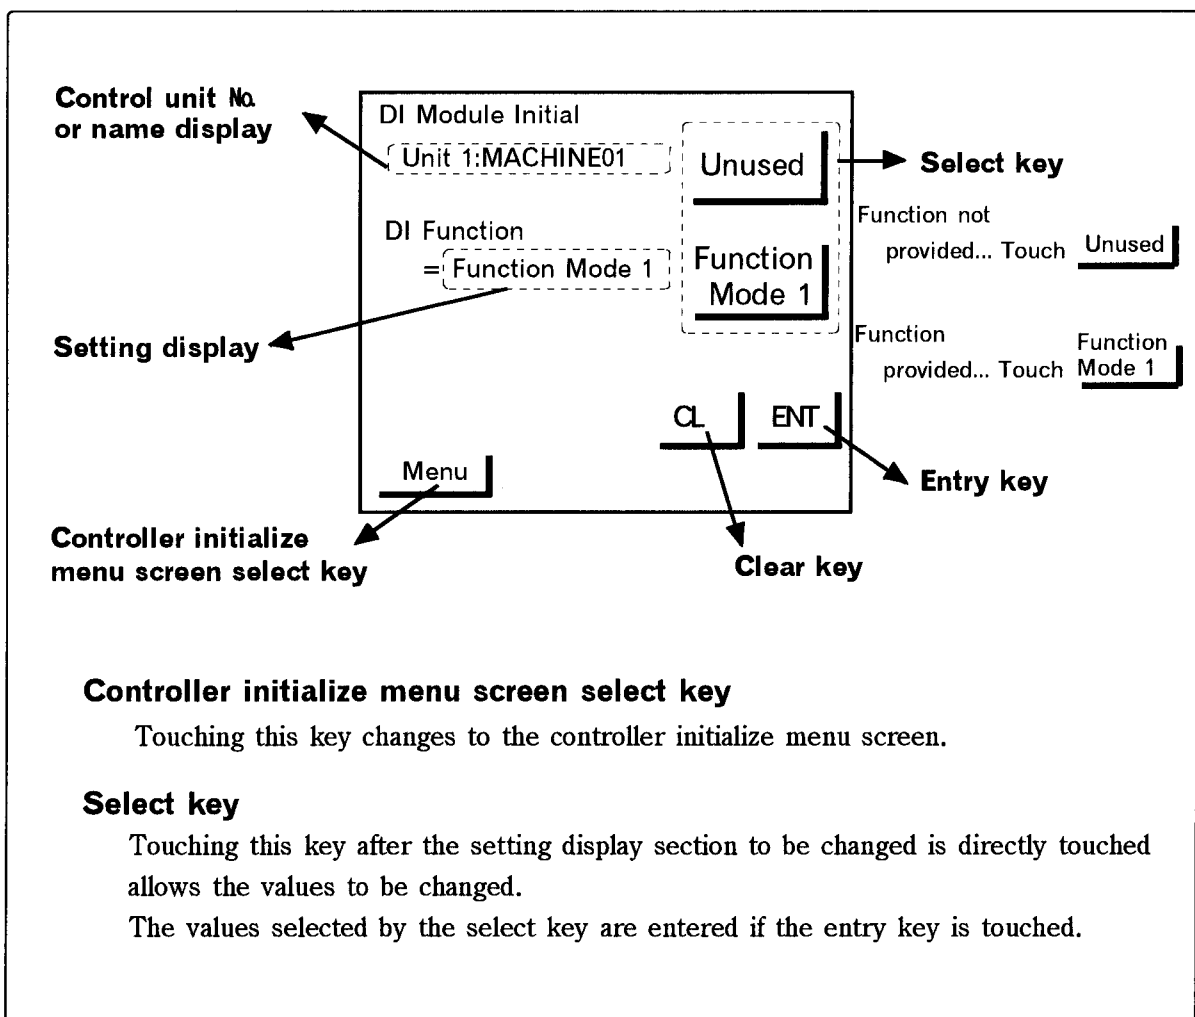 Control unit No.
or name display
DI Module Initial
Unit 1:MACHINE01
Unused
Select key
Function not
provided... Touch Unused
DI Function
=Function Mode 1
Function
Mode 1
Setting display
Function
provided... Touch Function
Mode 1
CL
ENT
Menu
Entry key
Controller initialize
menu screen select key
Clear key
Controller initialize menu screen select key
Touching this key changes to the controller initialize menu screen.
Select key
Touching this key after the setting display section to be changed is directly touched
allows the values to be changed.
The values selected by the select key are entered if the entry key is touched.